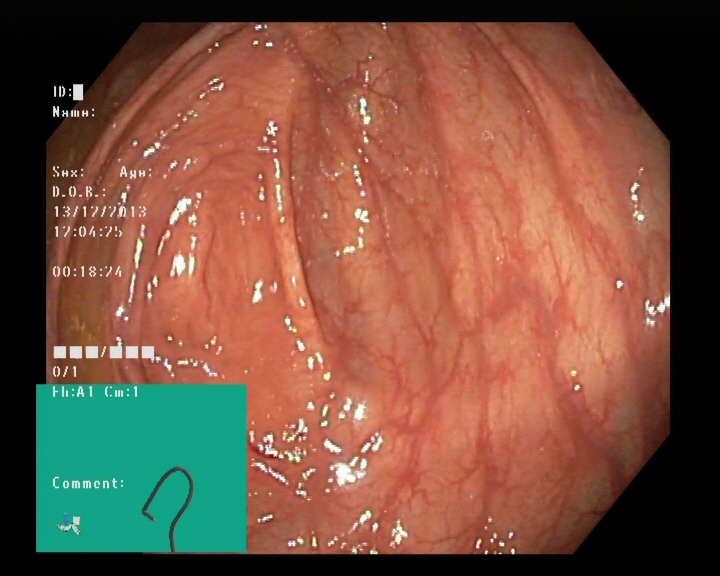 ID:
Name:
Sex: Age:
D.O.B.:
13/12/2013
12:04:25
00:18:24
0/1
Eh:A1 Cm:1
Comment: